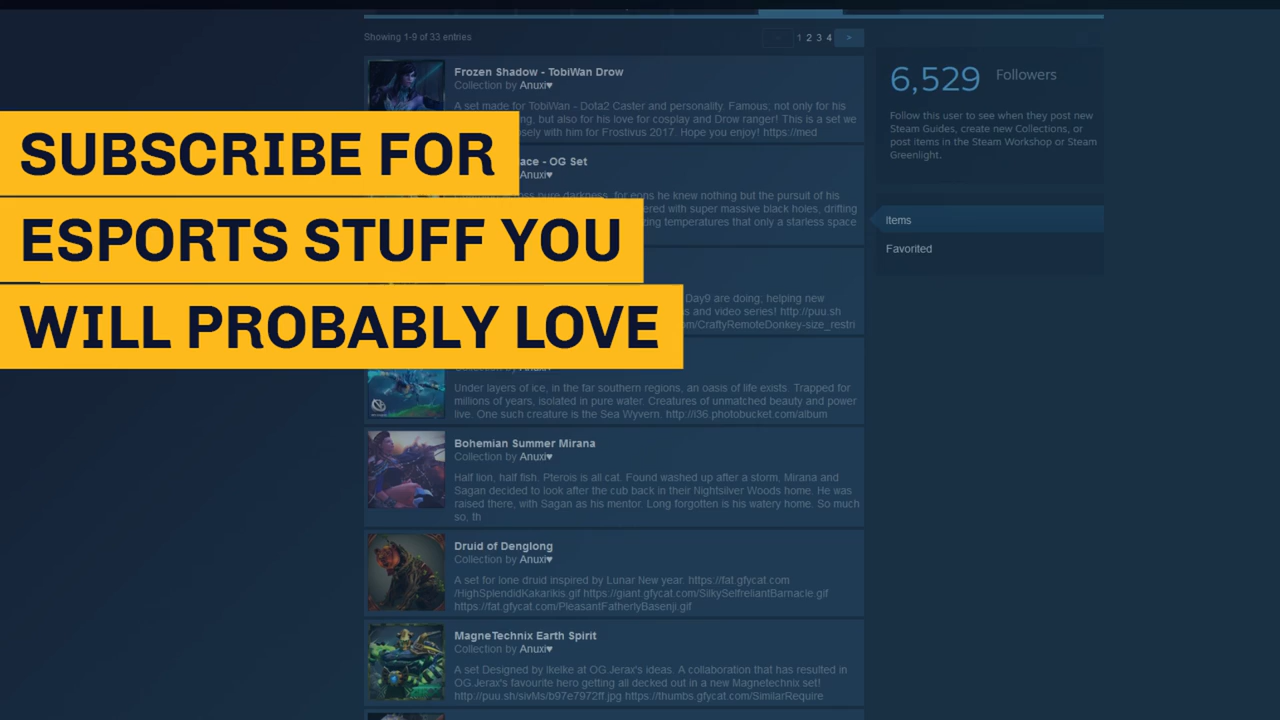 Showing 1-9 of 33 entries
< 1 2 3 4 >
Frozen Shadow - TobiWan Drow
Collection by Anuxi♥
A set made for TobiWan - Dota2 Caster and personality. Famous; not only for his
ng, but also for his love for cosplay and Drow ranger! This is a set we
osely with him for Frostivus 2017. Hope you enjoy! https://med
SUBSCRIBE FOR
ESPORTS STUFF YOU
WILL PROBABLY LOVE
ace - OG Set
Anuxi♥
oss pure darkness, for eons he knew nothing but the pursuit of his
ered with super massive black holes, drifting
zing temperatures that only a starless space
Day9 are doing, helping new
s and video series! http://puu.sh
om/CraftyRemoteDonkey-size_restri
Collection by Anuxi♥
Under layers of ice, in the far southern regions, an oasis of life exists. Trapped for
millions of years, isolated in pure water. Creatures of unmatched beauty and power
live. One such creature is the Sea Wyvern. http://i36.photobucket.com/album
Bohemian Summer Mirana
Collection by Anuxi♥
Half lion, half fish. Pterois is all cat. Found washed up after a storm, Mirana and
Sagan decided to look after the cub back in their Nightsilver Woods home. He was
raised there, with Sagan as his mentor. Long forgotten is his watery home. So much
so, th
Druid of Denglong
Collection by Anuxi♥
A set for lone druid inspired by Lunar New year. https://fat.gfycat.com
/HighSplendidKakarikis.gif https://giant.gfycat.com/SilkySelfreliantBarnacle.gif
https://fat.gfycat.com/PleasantFatherlyBasenji.gif
MagneTechnix Earth Spirit
Collection by Anuxi♥
A set Designed by Ikelke at OG.Jerax's ideas. A collaboration that has resulted in
OG.Jerax's favourite hero getting all decked out in a new Magnetechnix set!
http://puu.sh/sivMs/b97e7972ff.jpg https://thumbs.gfycat.com/SimilarRequire
6,529 Followers
Follow this user to see when they post new
Steam Guides, create new Collections, or
post items in the Steam Workshop or Steam
Greenlight.
Items
Favorited